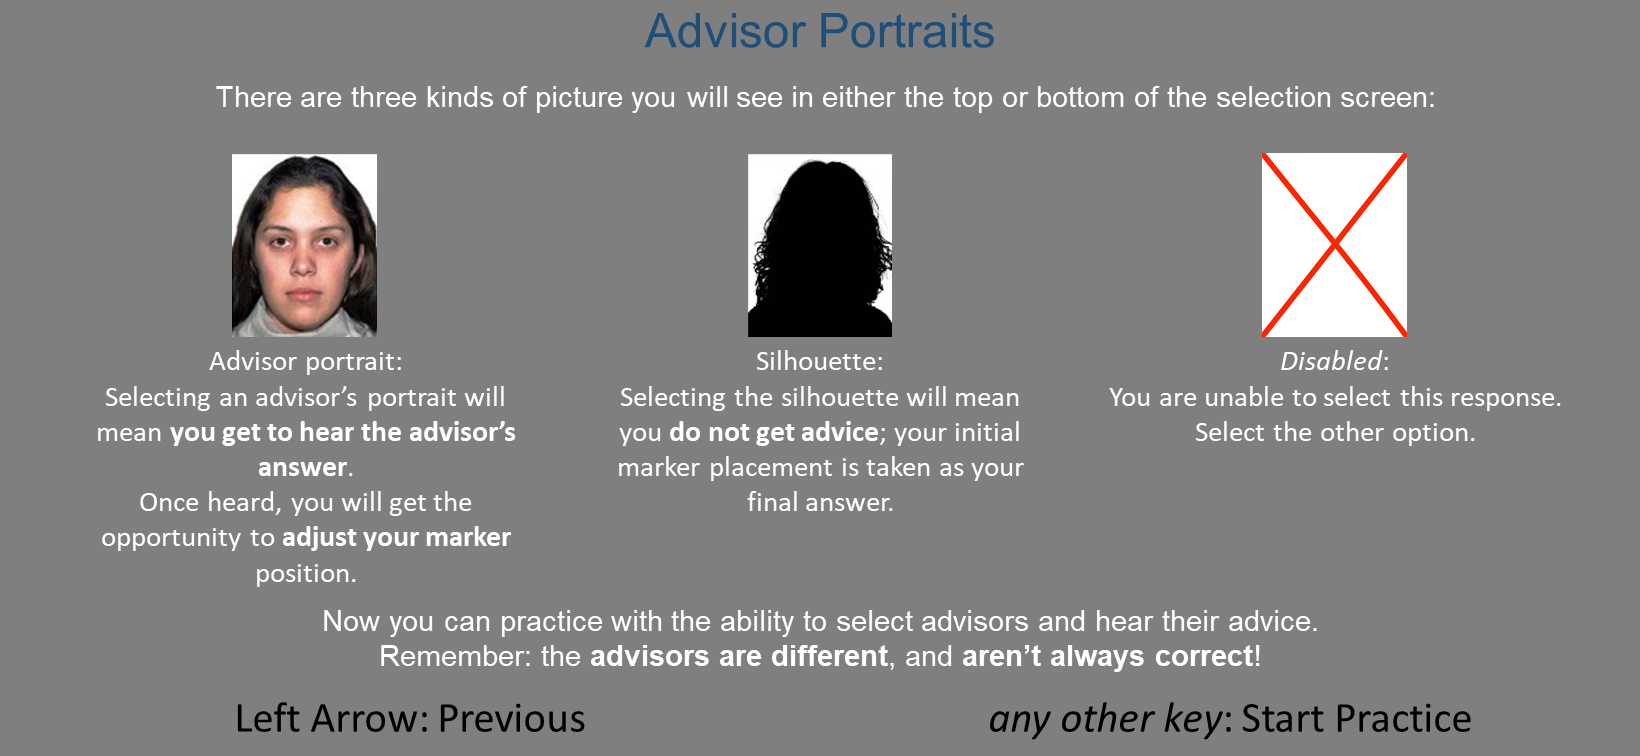 Advisor Portraits
There are three kinds of picture you will see in either the top or bottom of the selection screen:
Advisor portrait:
Selecting an advisor’s portrait will
mean you get to hear the advisor’s
answer.
Once heard, you will get the
opportunity to adjust your marker
position.
Silhouette:
Selecting the silhouette will mean
you do not get advice; your initial
marker placement is taken as your
final answer.
Disabled:
You are unable to select this response.
Select the other option.
Now you can practice with the ability to select advisors and hear their advice.
Remember: the advisors are different, and aren’t always correct!
Left Arrow: Previous
any other key: Start Practice